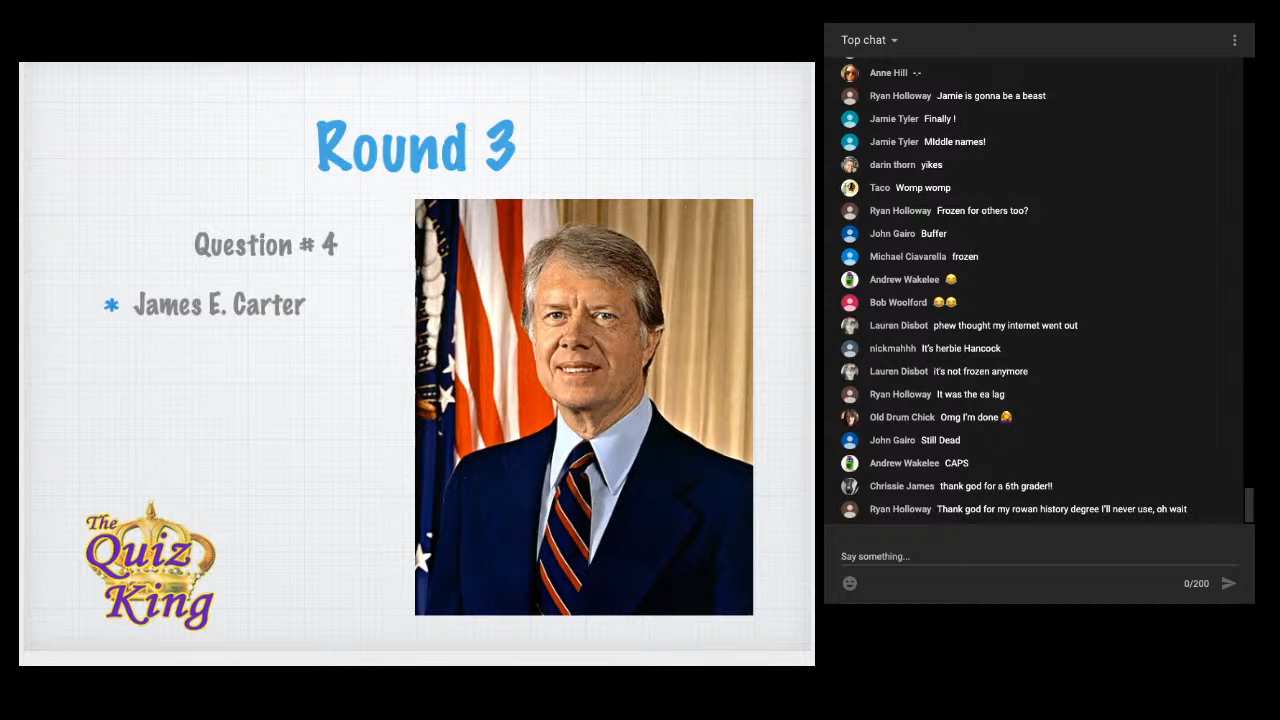 Round 3
Question # 4
* James E. Carter
The
Quiz
King
Top chat
Anne Hill -.-
Ryan Holloway Jamie is gonna be a beast
Jamie Tyler Finally !
Jamie Tyler MIddle names!
darin thorn yikes
Taco Womp womp
Ryan Holloway Frozen for others too?
John Gairo Buffer
Michael Ciavarella frozen
Andrew Wakelee 😂
Bob Woolford 😂😂
Lauren Disbot phew thought my internet went out
nickmahhh It's herbie Hancock
Lauren Disbot it's not frozen anymore
Ryan Holloway It was the ea lag
Old Drum Chick Omg I'm done 🤦‍♀️
John Gairo Still Dead
Andrew Wakelee CAPS
Chrissie James thank god for a 6th grader!!
Ryan Holloway Thank god for my rowan history degree I'll never use, oh wait
Say something...
0/200